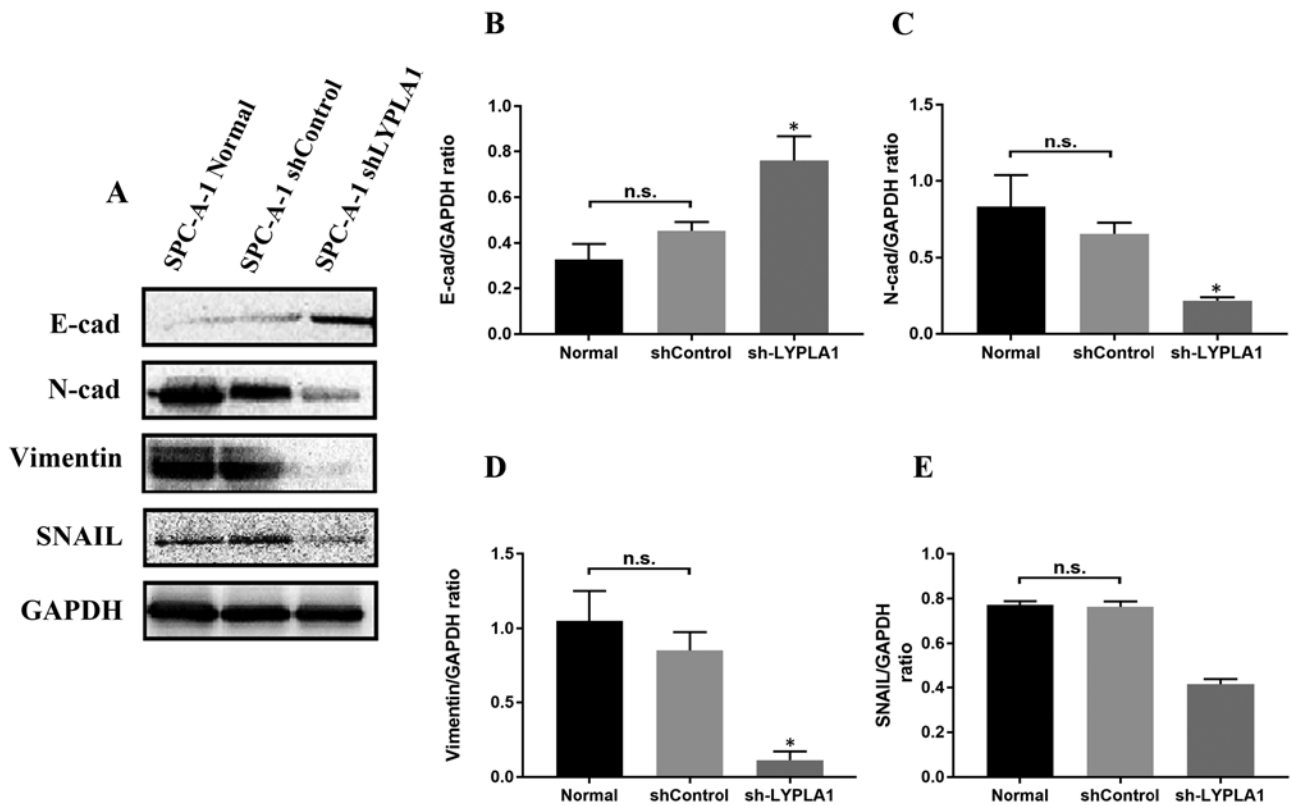 A
SPC-A-1 Normal
SPC-A-1 shControl
SPC-A-1 shLYPLA1
E-cad
N-cad
Vimentin
SNAIL
GAPDH
B
E-cad/GAPDH ratio
1.0
0.8
0.6
0.4
0.2
0.0
n.s.
*
Normal
shControl
sh-LYPLA1
C
N-cad/GAPDH ratio
1.5
1.0
0.5
0.0
n.s.
*
Normal
shControl
sh-LYPLA1
D
Vimentin/GAPDH ratio
1.5
1.0
0.5
0.0
n.s.
*
Normal
shControl
sh-LYPLA1
E
SNAIL/GAPDH
ratio
1.0
0.8
0.6
0.4
0.2
0.0
n.s.
Normal
shControl
sh-LYPLA1